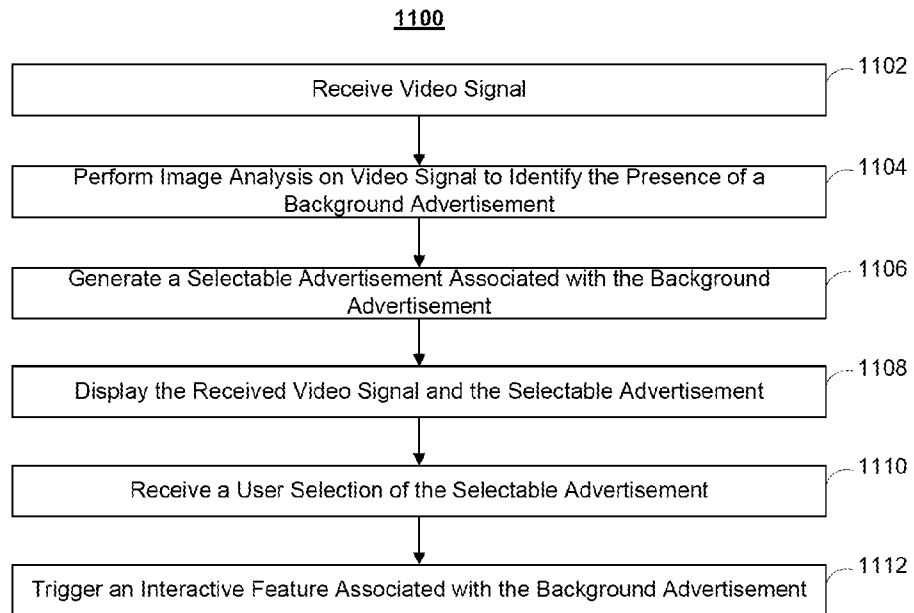 1100
Receive Video Signal
1102
Perform Image Analysis on Video Signal to Identify the Presence of a
Background Advertisement
1104
Generate a Selectable Advertisement Associated with the Background
Advertisement
1106
Display the Received Video Signal and the Selectable Advertisement
1108
Receive a User Selection of the Selectable Advertisement
1110
Trigger an Interactive Feature Associated with the Background Advertisement
1112